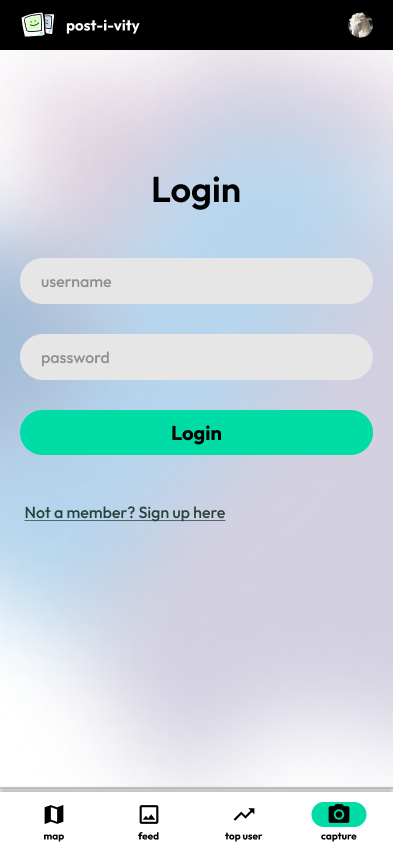 post-i-vity
Login
username
password
Login
Not a member? Sign up here
map feed top user capture